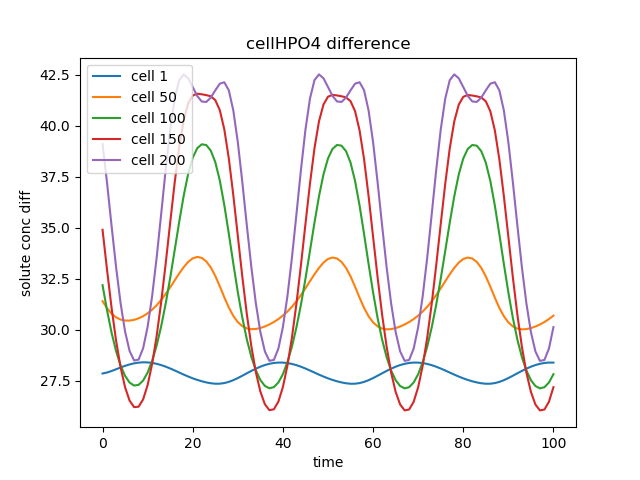 cellHPO4 difference
cell 1
cell 50
cell 100
cell 150
cell 200
solute conc diff
42.5
40.0
37.5
35.0
32.5
30.0
27.5
0 20 40 60 80 100
time